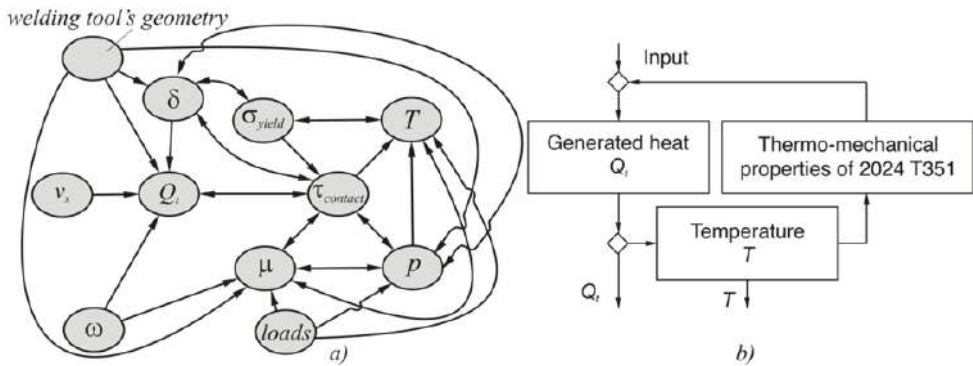 welding tool's geometry
δ
σyield
T
vx
Qt
τcontact
μ
p
ω
loads
a)
Input
Generated heat
Qt
Thermo-mechanical
properties of 2024 T351
Temperature
T
Qt
T
b)